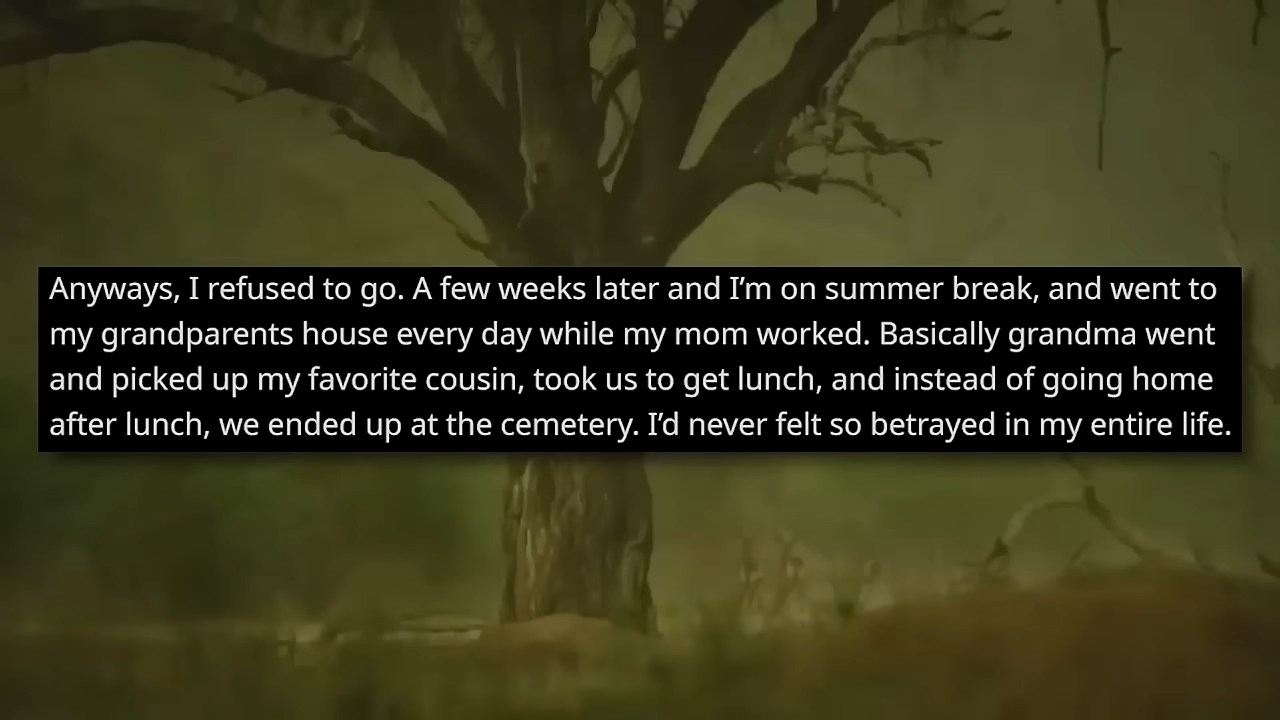 Anyways, I refused to go. A few weeks later and I’m on summer break, and went to
my grandparents house every day while my mom worked. Basically grandma went
and picked up my favorite cousin, took us to get lunch, and instead of going home
after lunch, we ended up at the cemetery. I’d never felt so betrayed in my entire life.